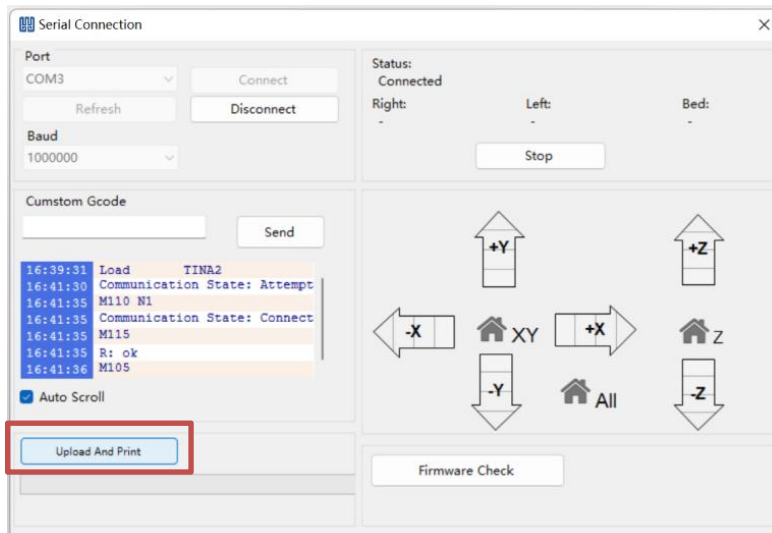 Serial Connection
Port
COM3
Connect
Refresh
Disconnect
Baud
1000000
Status:
Connected
Right:
Left:
Bed:
-
-
-
Stop
Cumstom Gcode
Send
16:39:31 Load TINA2
16:41:30 Communication State: Attempt
16:41:35 M110 N1
16:41:35 Communication State: Connect
16:41:35 M115
16:41:35 R: ok
16:41:36 M105
Auto Scroll
+Y
+Z
-X
XY
+X
Z
-Y
All
-Z
Upload And Print
Firmware Check